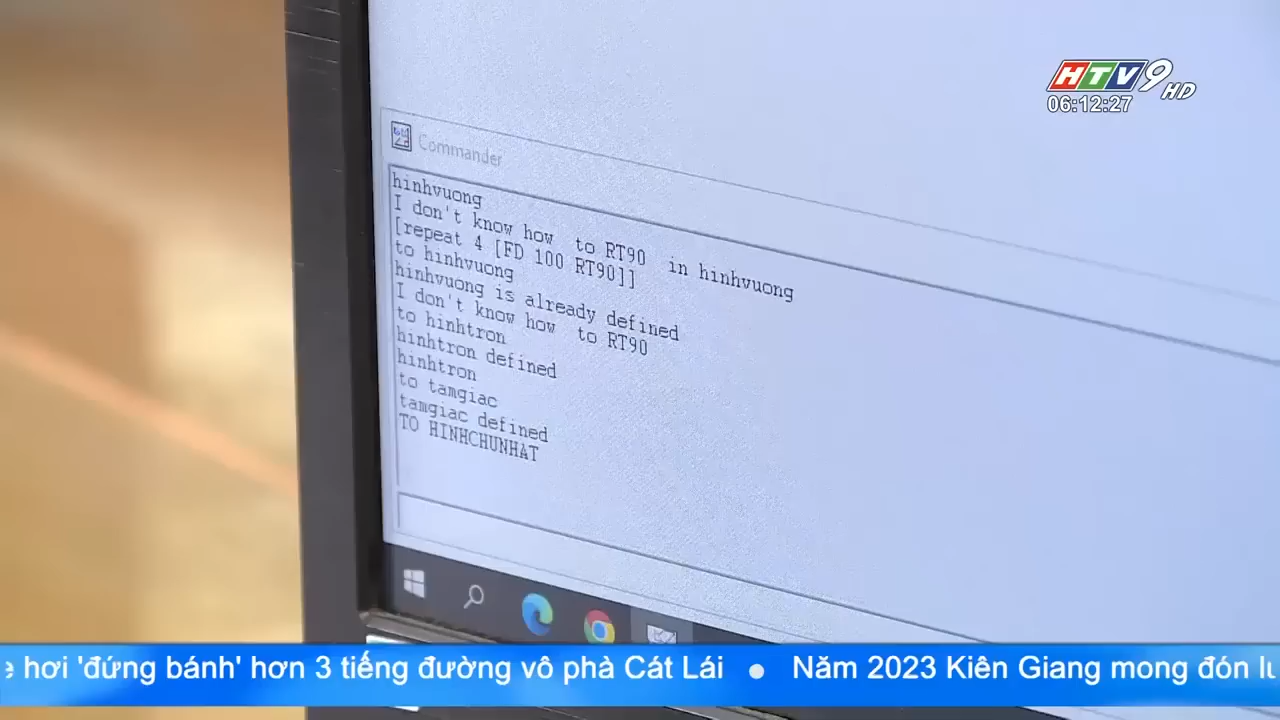 HTV9 HD
06:12:27
Commander
hinhvuong
I don't know how  to RT90  in hinhvuong
[repeat 4 [FD 100 RT90]]
to hinhvuong
hinhvuong is already defined
I don't know how  to RT90
to hinhtron
hinhtron defined
hinhtron
to tamgiac
tamgiac defined
TO HINHCHUNHAT
hơi 'đứng bánh' hơn 3 tiếng đường vô phà Cát Lái ● Năm 2023 Kiên Giang mong đón